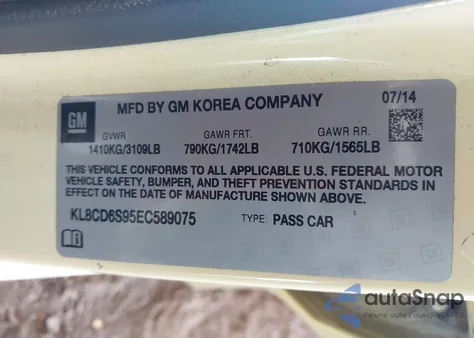 GM
MFD BY GM KOREA COMPANY 07/14
GVWR GAWR FRT. GAWR RR.
1410KG/3109LB 790KG/1742LB 710KG/1565LB
THIS VEHICLE CONFORMS TO ALL APPLICABLE U.S. FEDERAL MOTOR
VEHICLE SAFETY, BUMPER, AND THEFT PREVENTION STANDARDS IN
EFFECT ON THE DATE OF MANUFACTURE SHOWN ABOVE.
KL8CD6S95EC589075 TYPE: PASS CAR
autoSnap